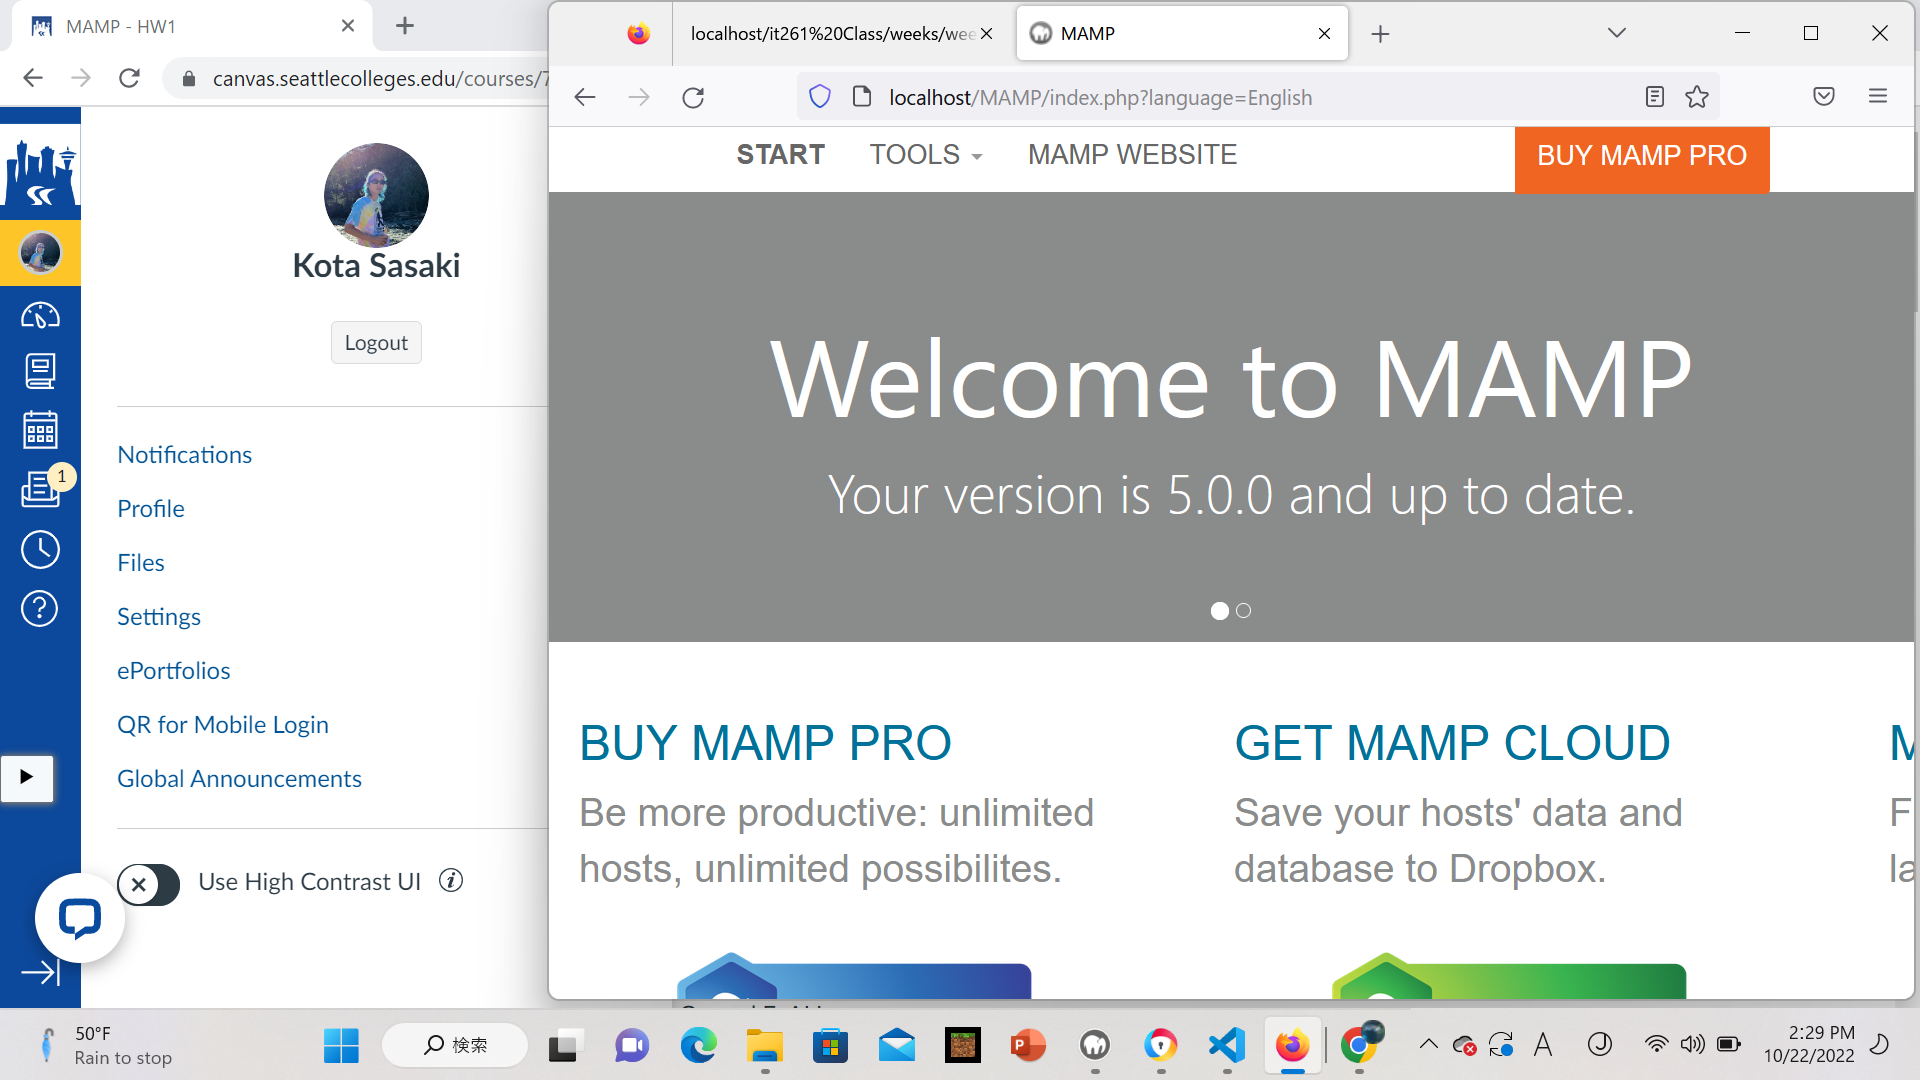 MAMP - HW1
canvas.seattlecolleges.edu/courses/7
Kota Sasaki
Logout
Notifications
Profile
Files
Settings
ePortfolios
QR for Mobile Login
Global Announcements
Use High Contrast UI
1
localhost/it261%20Class/weeks/wee
MAMP
localhost/MAMP/index.php?language=English
START TOOLS MAMP WEBSITE BUY MAMP PRO
Welcome to MAMP
Your version is 5.0.0 and up to date.
BUY MAMP PRO
Be more productive: unlimited
hosts, unlimited possibilites.
GET MAMP CLOUD
Save your hosts' data and
database to Dropbox.
M
F
la
50°F
Rain to stop
検索
A
J
2:29 PM
10/22/2022